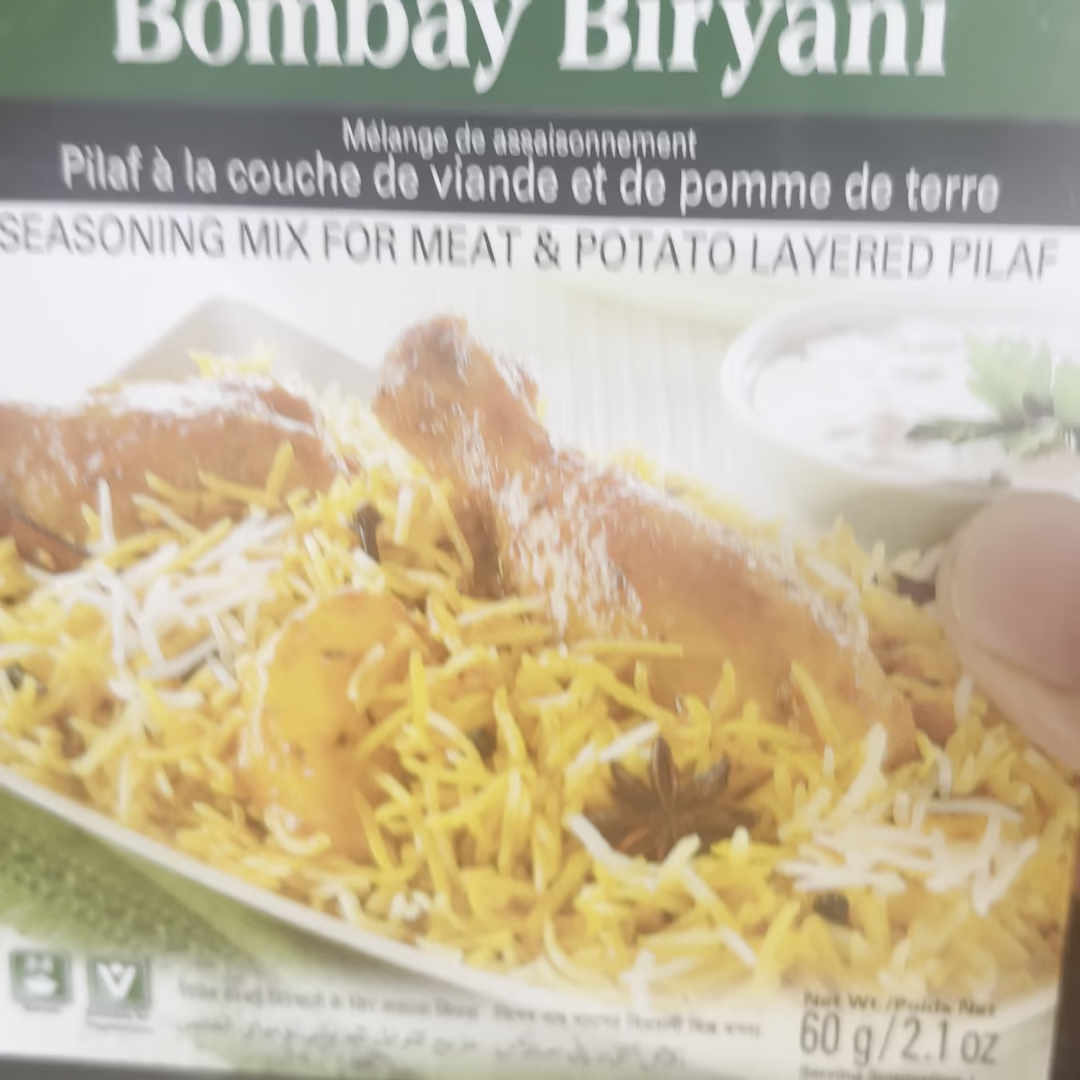 Bombay Biryani
Mélange de assaisonnement
Pilaf à la couche de viande et de pomme de terre
SEASONING MIX FOR MEAT & POTATO LAYERED PILAF
Net Wt./Poids Net
60 g/2.1 oz